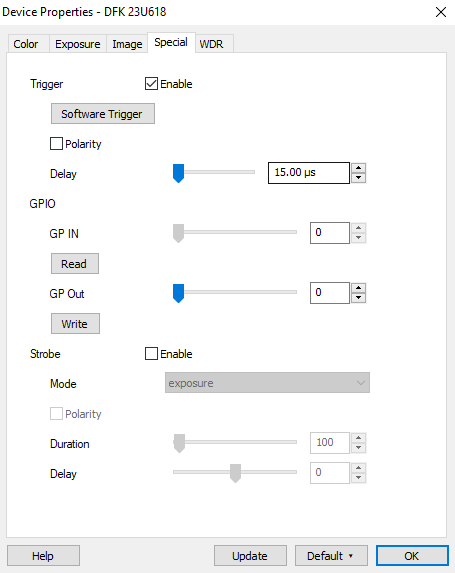 Device Properties - DFK 23U618
Color Exposure Image Special WDR
Trigger Enable
Software Trigger
Polarity
Delay 15.00 µs
GPIO
GP IN 0
Read
GP Out 0
Write
Strobe Enable
Mode exposure
Polarity
Duration 100
Delay 0
Help Update Default OK